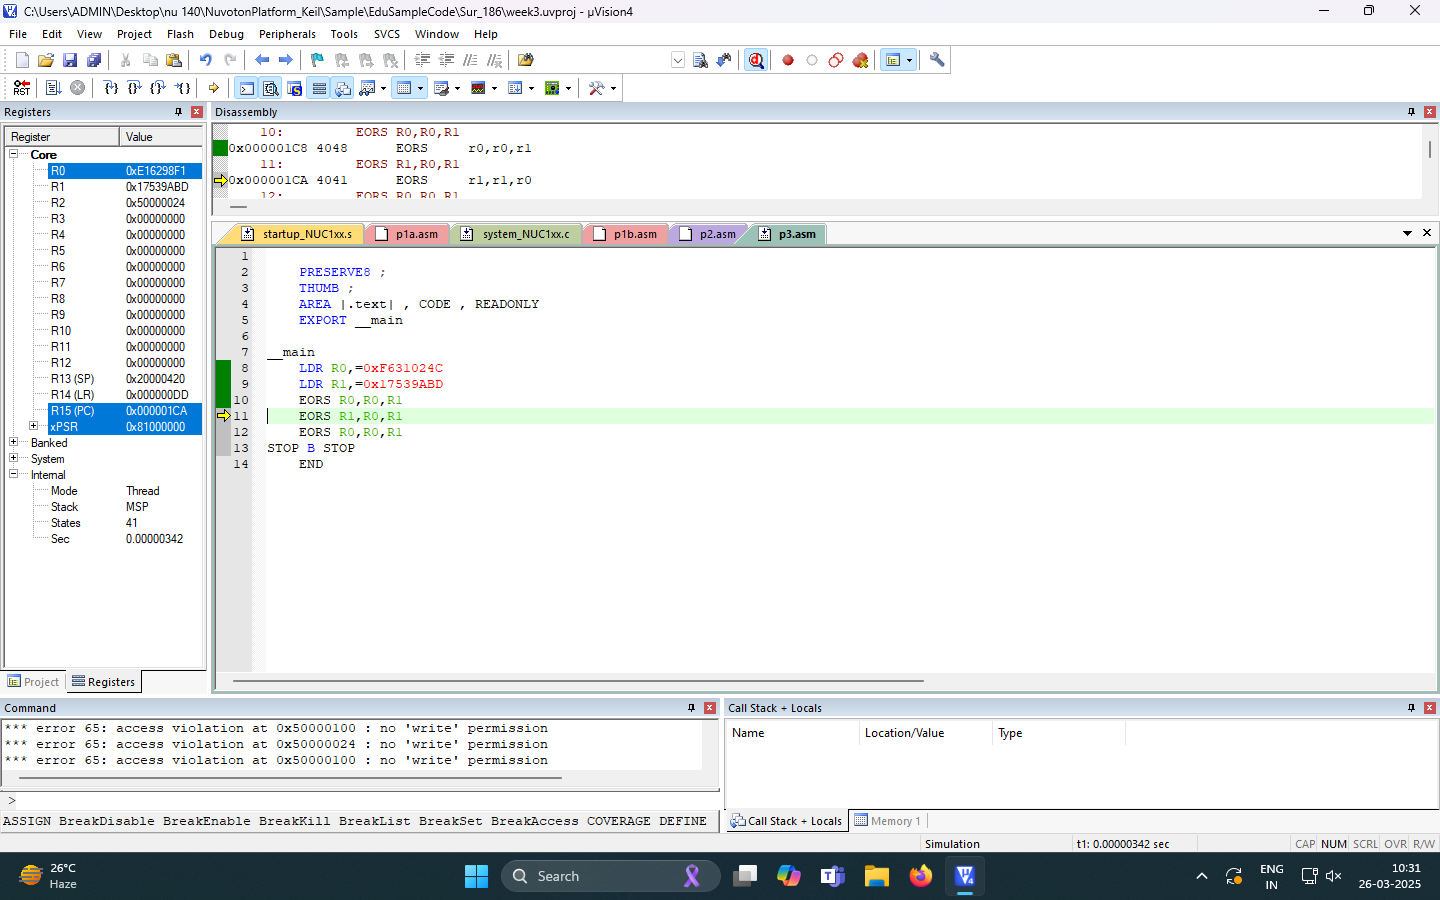 C:\Users\ADMIN\Desktop\nu 140\NuvotonPlatform_Keil\Sample\EduSampleCode\Sur_186\week3.uvproj - µVision4
File Edit View Project Flash Debug Peripherals Tools SVCS Window Help
RST
Registers
Register Value
Core
R0 0xE16298F1
R1 0x17539ABD
R2 0x50000024
R3 0x00000000
R4 0x00000000
R5 0x00000000
R6 0x00000000
R7 0x00000000
R8 0x00000000
R9 0x00000000
R10 0x00000000
R11 0x00000000
R12 0x00000000
R13 (SP) 0x20000420
R14 (LR) 0x000000DD
R15 (PC) 0x000001CA
xPSR 0x81000000
Banked
System
Internal
Mode Thread
Stack MSP
States 41
Sec 0.00000342
Project Registers
Disassembly
10: EORS R0,R0,R1
0x000001C8 4048 EORS r0,r0,r1
11: EORS R1,R0,R1
0x000001CA 4041 EORS r1,r1,r0
12: EORS R0,R0,R1
startup_NUC1xx.s p1a.asm system_NUC1xx.c p1b.asm p2.asm p3.asm
1
2 PRESERVE8 ;
3 THUMB ;
4 AREA |.text| , CODE , READONLY
5 EXPORT __main
6
7 __main
8 LDR R0,=0xF631024C
9 LDR R1,=0x17539ABD
10 EORS R0,R0,R1
11 EORS R1,R0,R1
12 EORS R0,R0,R1
13 STOP B STOP
14 END
Command
*** error 65: access violation at 0x50000100 : no 'write' permission
*** error 65: access violation at 0x50000024 : no 'write' permission
*** error 65: access violation at 0x50000100 : no 'write' permission
>
ASSIGN BreakDisable BreakEnable BreakKill BreakList BreakSet BreakAccess COVERAGE DEFINE
Call Stack + Locals
Name Location/Value Type
Call Stack + Locals Memory 1
Simulation t1: 0.00000342 sec CAP NUM SCRL OVR R/W
26°C
Haze
Search
ENG
IN
10:31
26-03-2025